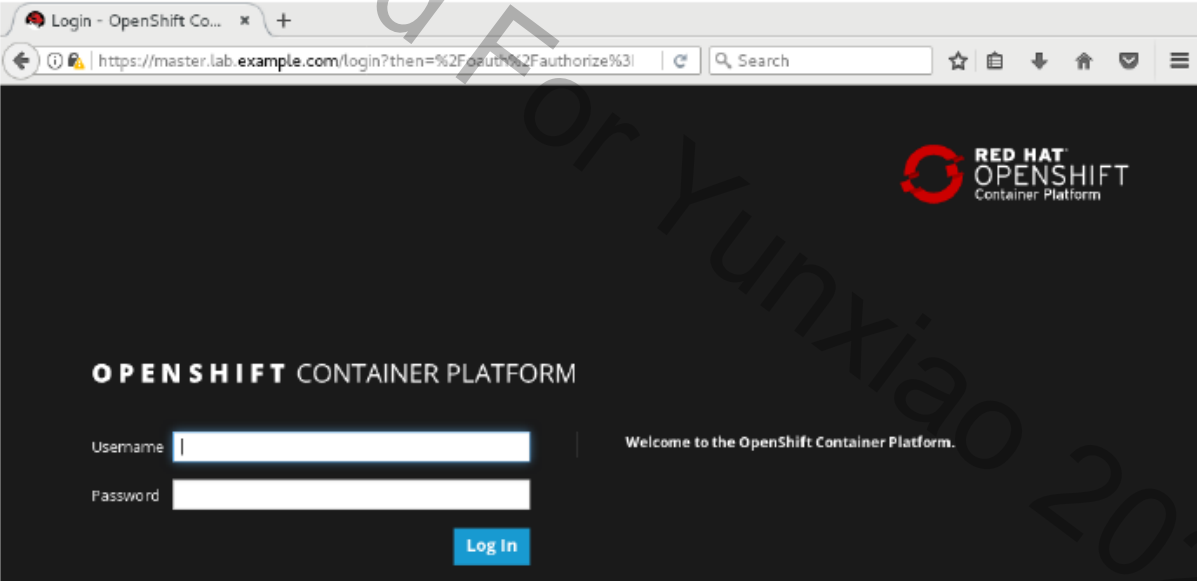 Login - OpenShift Co...
https://master.lab.example.com/login?then=%2Foauth%2Fauthorize%3
Search
RED HAT
OPENSHIFT
Container Platform
OPENSHIFT CONTAINER PLATFORM
Username
Welcome to the OpenShift Container Platform.
Password
Log In
For Yunxiao 20